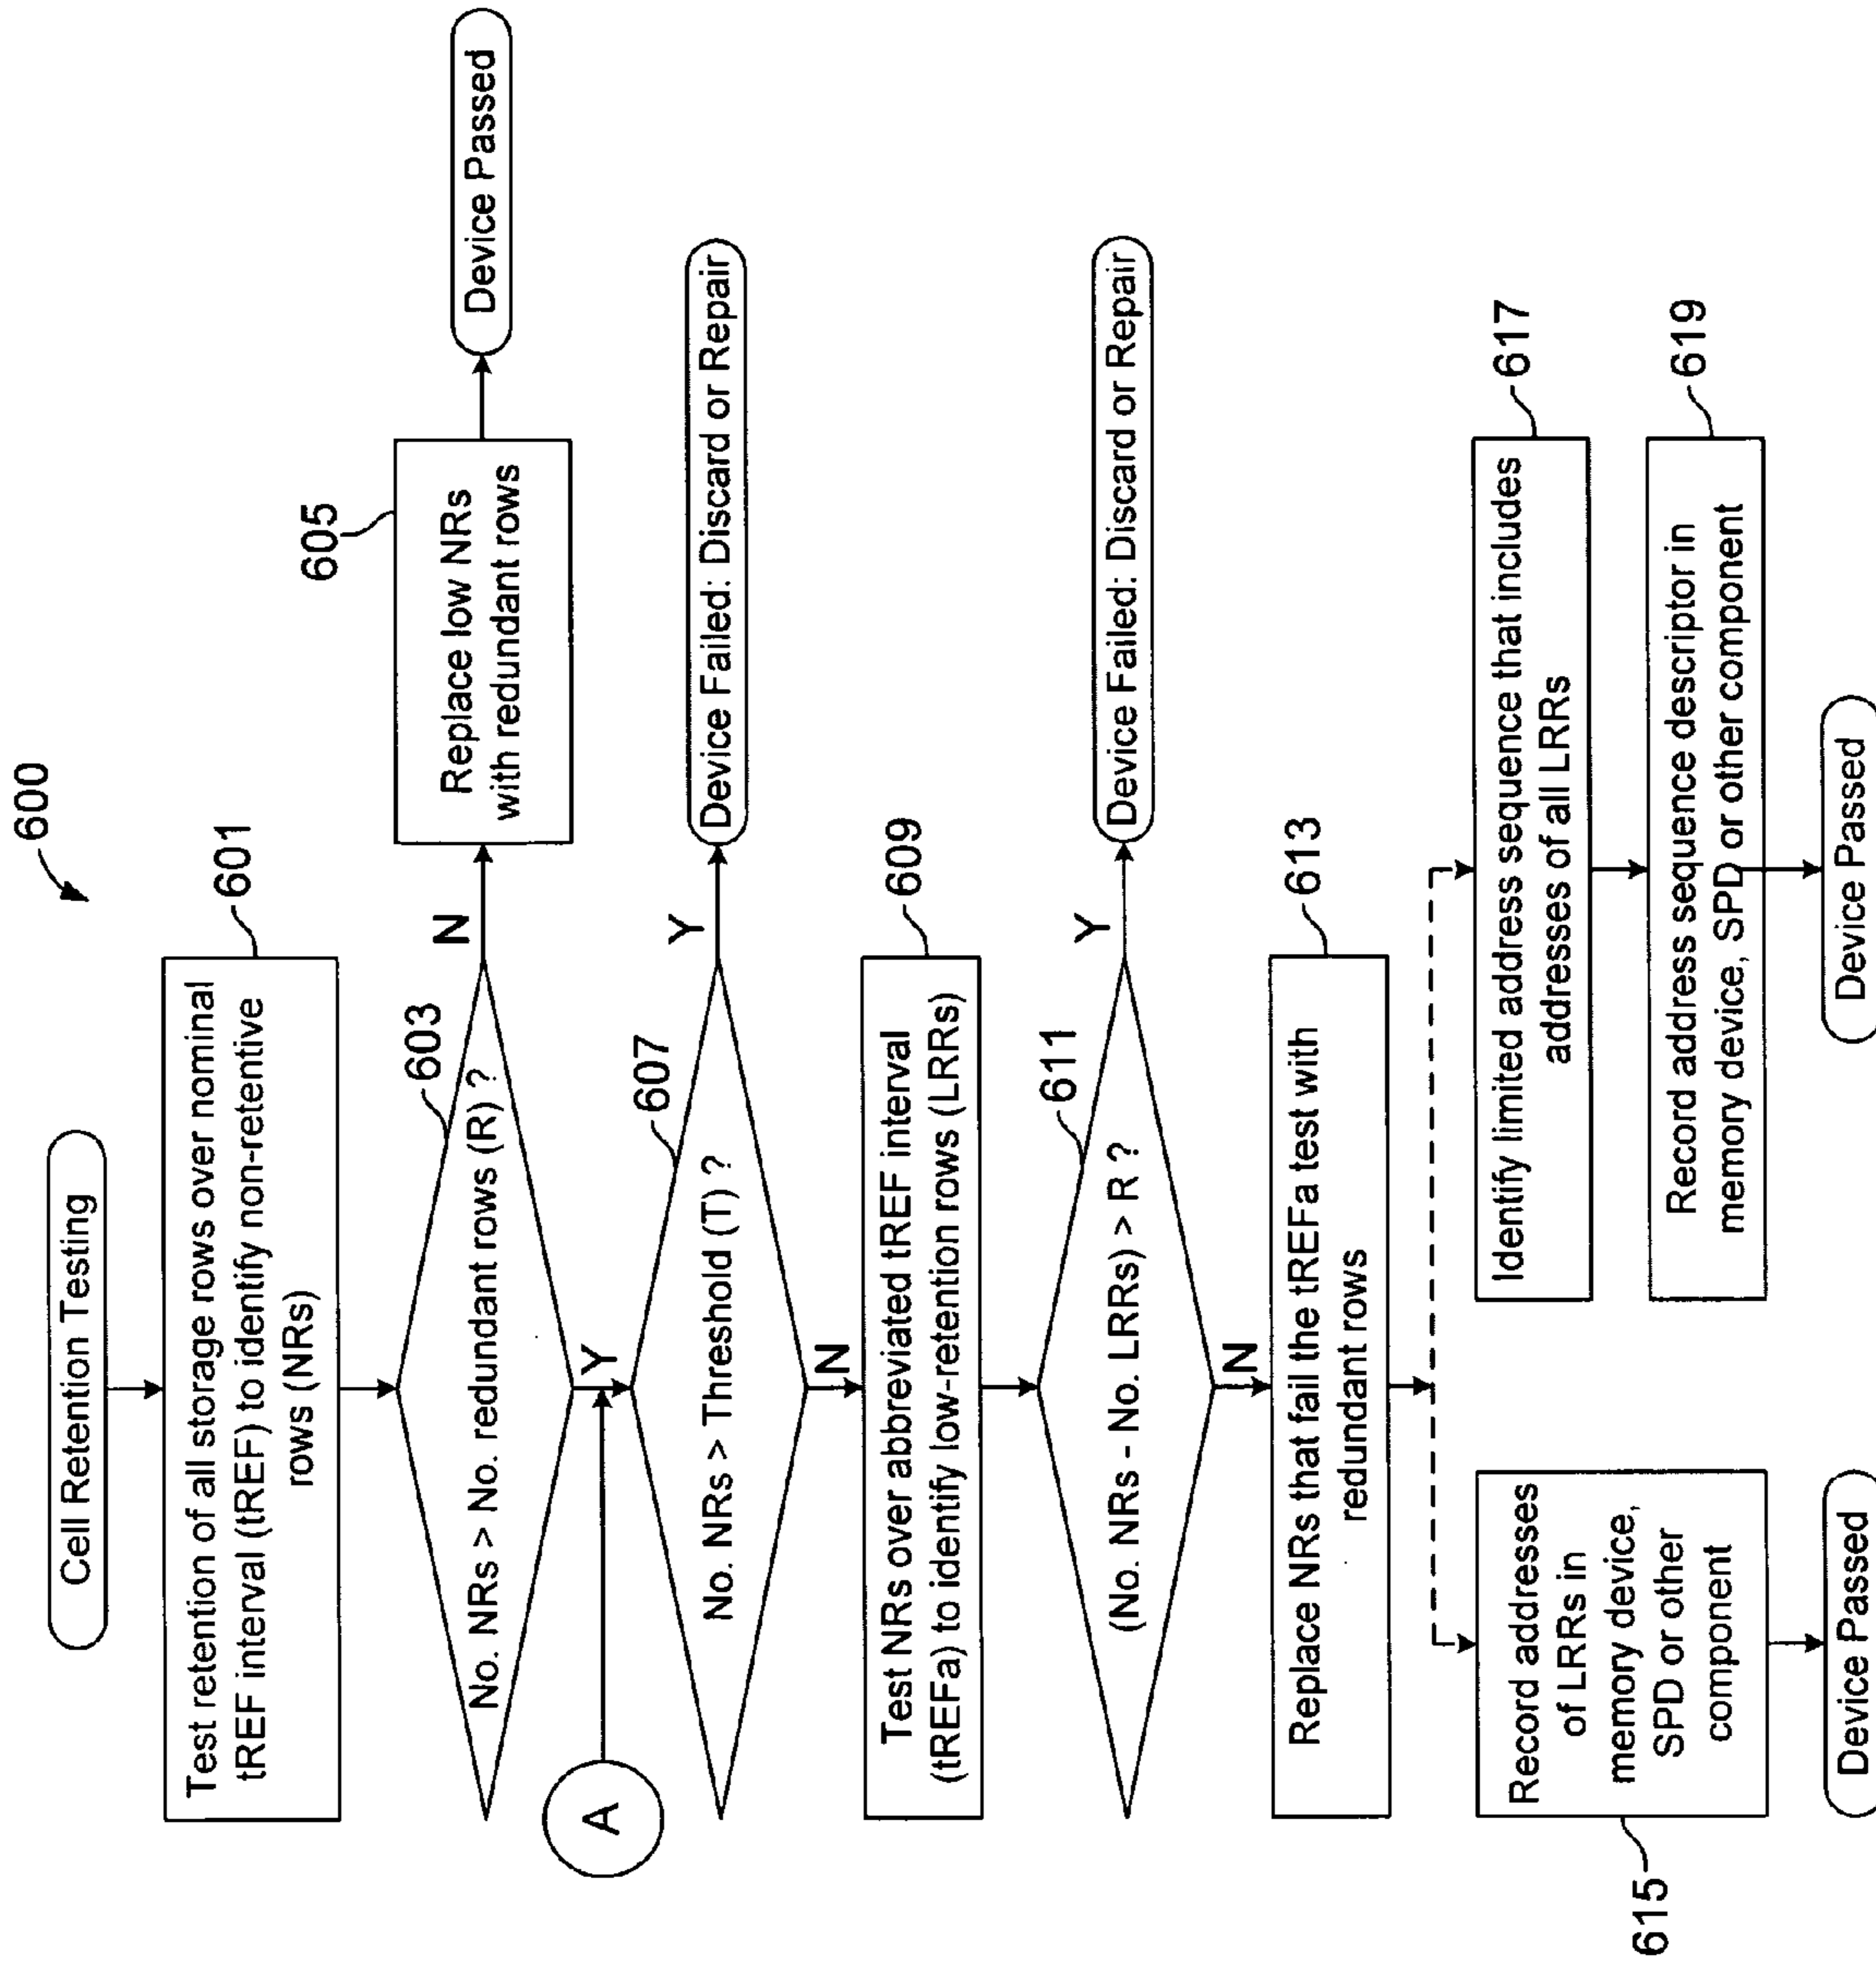 600
Cell Retention Testing
601
Test retention of all storage rows over nominal
tREF interval (tREF) to identify non-retentive
rows (NRs)
603
No. NRs > No. redundant rows (R) ?
N
605
Replace low NRs
with redundant rows
Device Passed
Y
A
607
No. NRs > Threshold (T) ?
Y
Device Failed: Discard or Repair
N
609
Test NRs over abbreviated tREF interval
(tREFa) to identify low-retention rows (LRRs)
611
(No. NRs - No. LRRs) > R ?
Y
Device Failed: Discard or Repair
N
613
Replace NRs that fail the tREFa test with
redundant rows
615
Record addresses
of LRRs in
memory device,
SPD or other
component
Device Passed
617
Identify limited address sequence that includes
addresses of all LRRs
619
Record address sequence descriptor in
memory device, SPD or other component
Device Passed